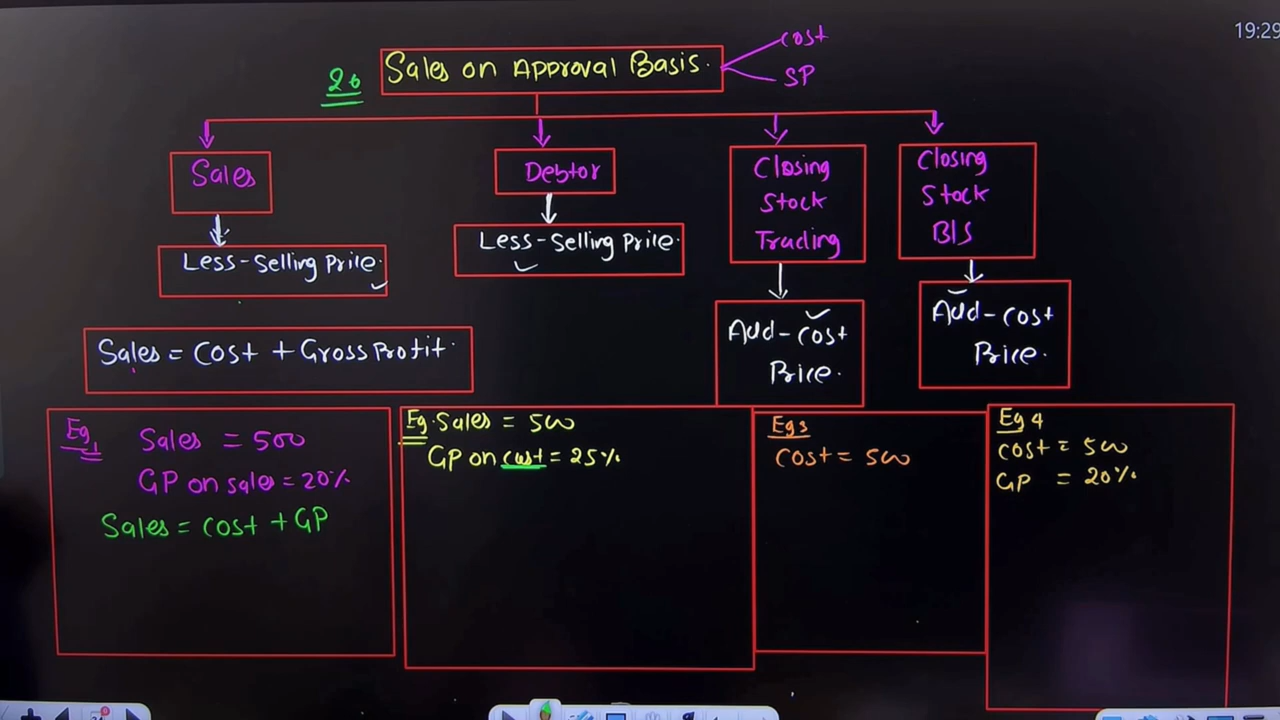 19:29
cost
Sales on Approval Basis.
SP
26
Sales
Debtor
Closing
Stock
Trading
Closing
Stock
B/S
Less-Selling Price.
Less-Selling Price.
Add-cost
Price.
Add-cost
Price.
Sales = Cost + Gross Profit.
Eg1
Sales = 500
GP on sales = 20%
Sales = Cost + GP
Eg. Sales = 500
GP on cost = 25%
Eg3
Cost = 500
Eg 4
Cost = 500
GP = 20%